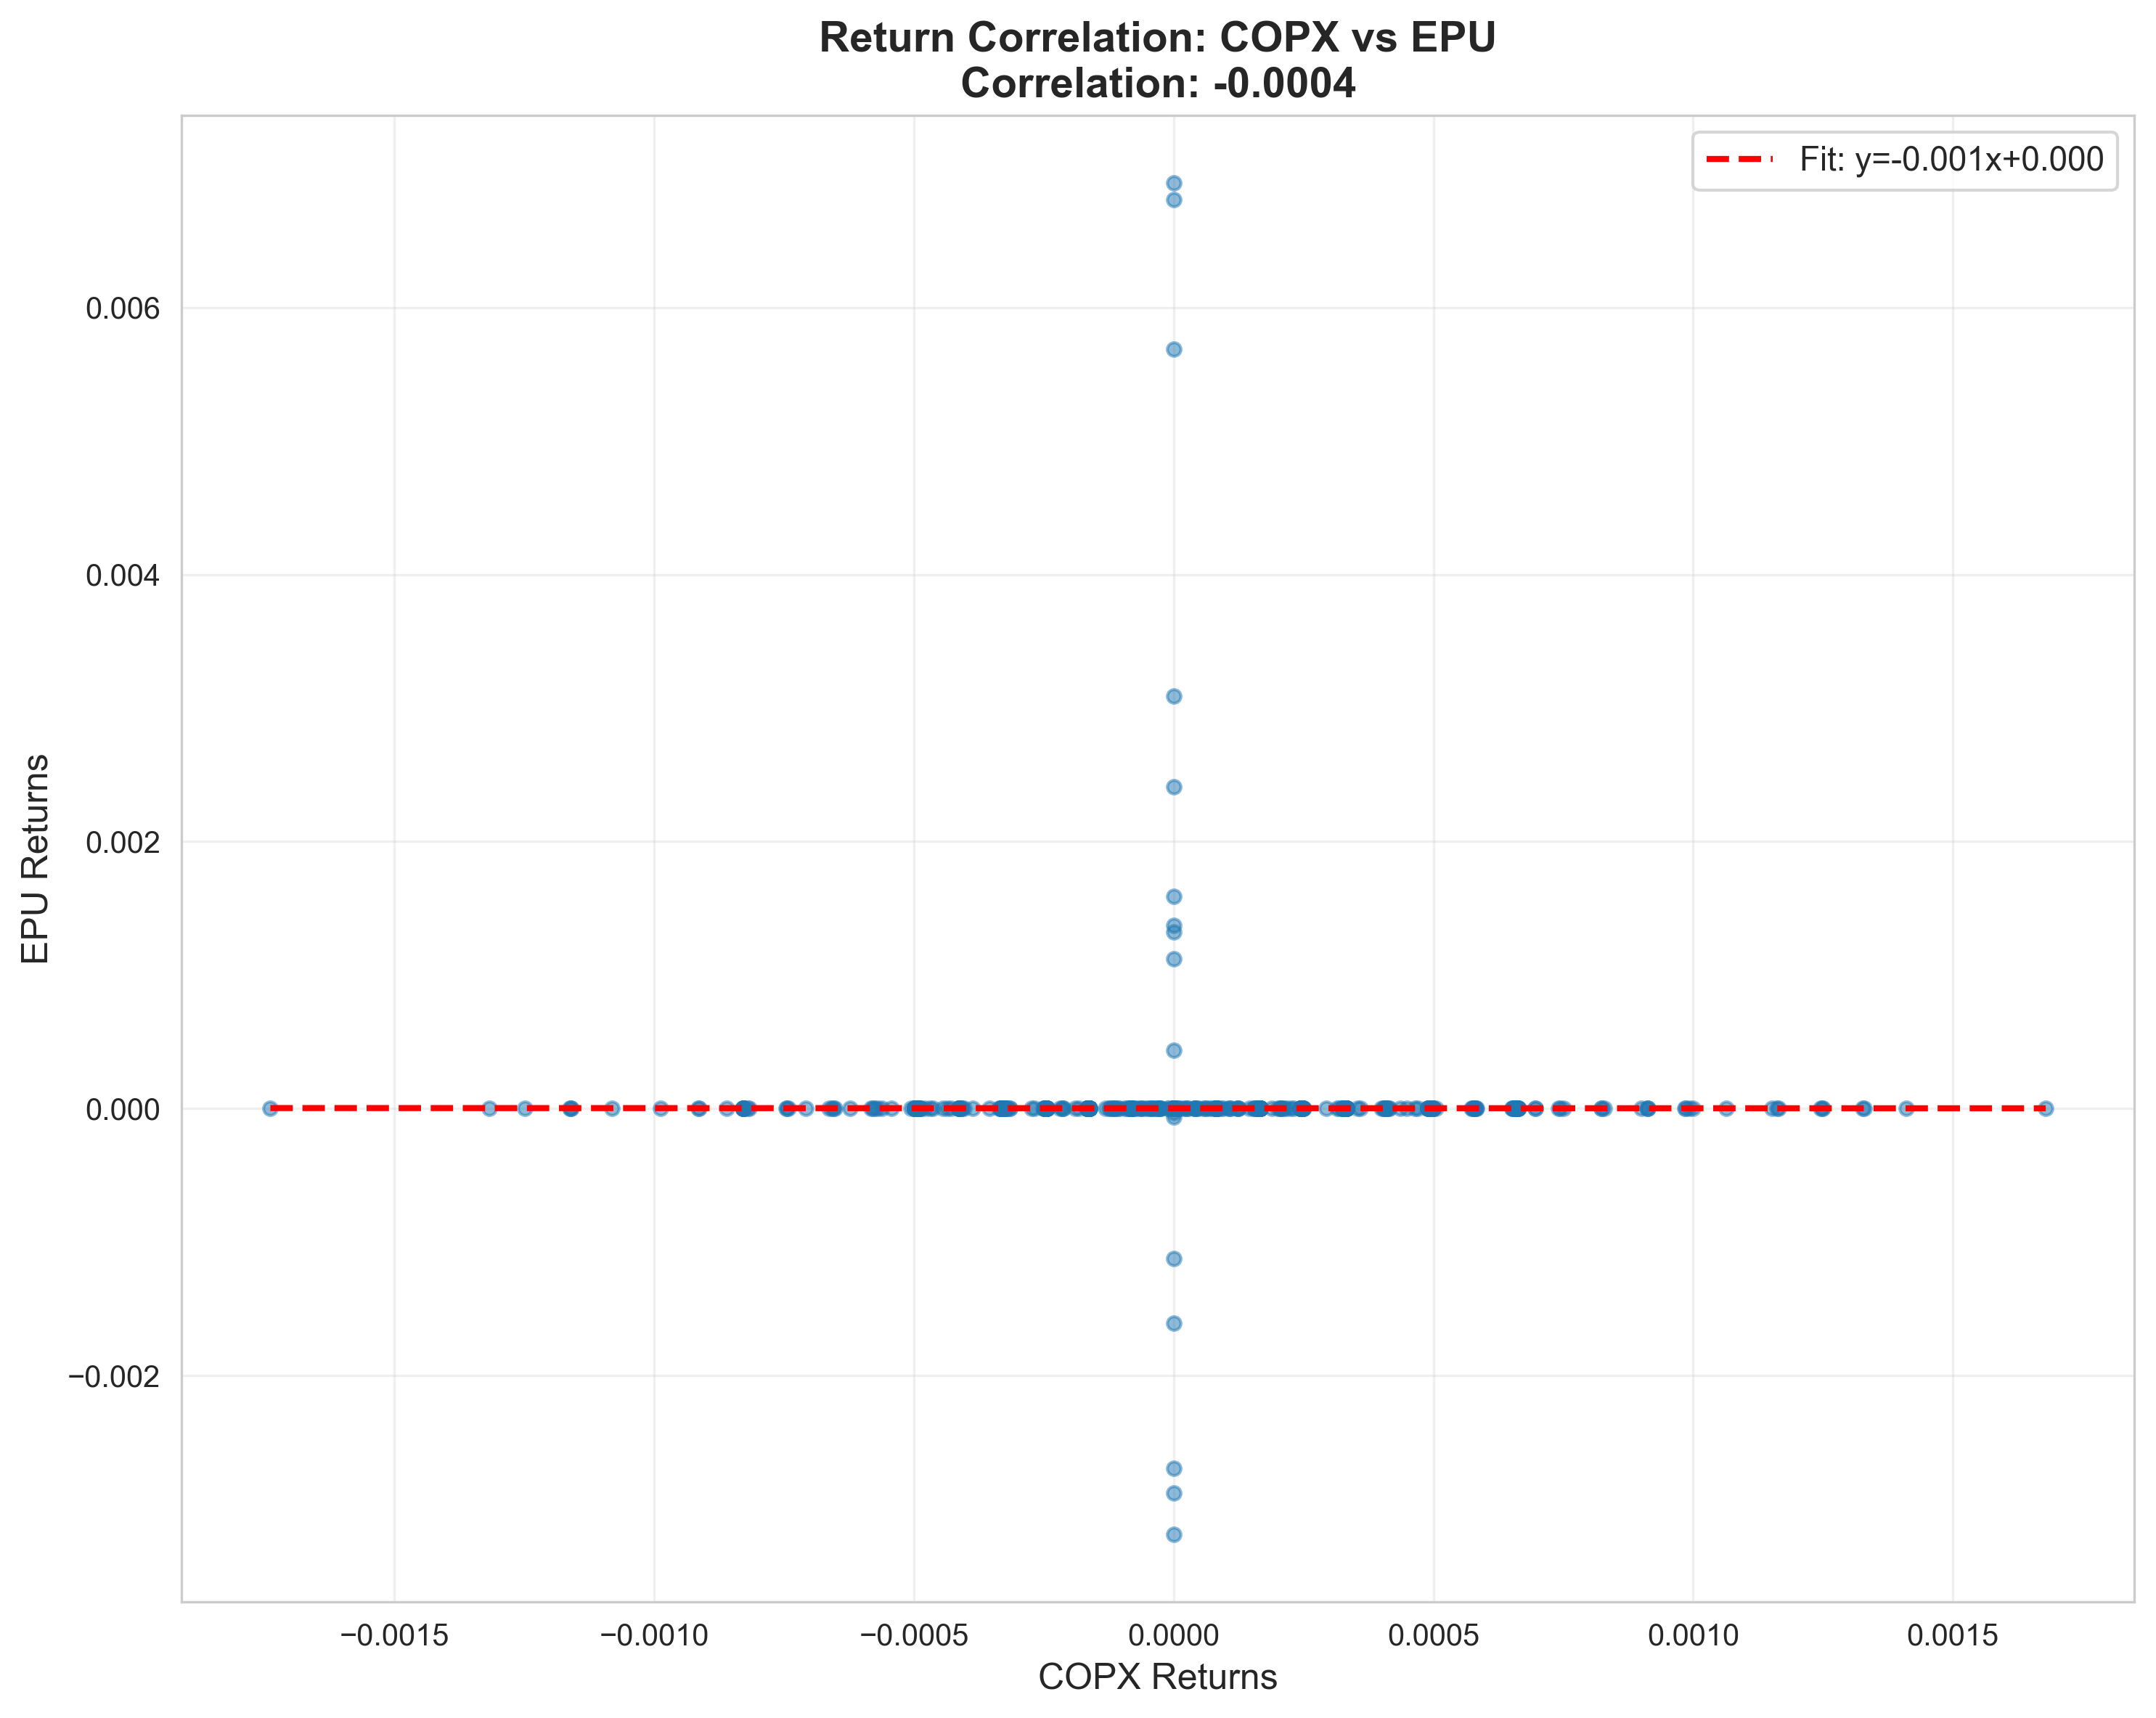 Return Correlation: COPX vs EPU
Correlation: -0.0004
Fit: y=-0.001x+0.000
EPU Returns
0.006
0.004
0.002
0.000
−0.002
−0.0015
−0.0010
−0.0005
0.0000
0.0005
0.0010
0.0015
COPX Returns